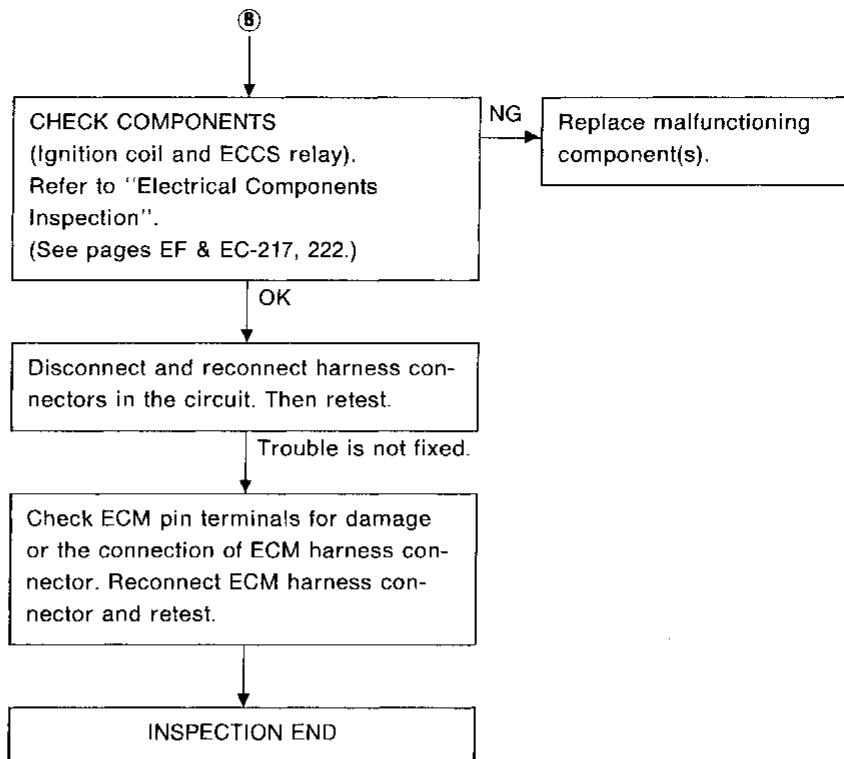 B
CHECK COMPONENTS
(Ignition coil and ECCS relay).
Refer to "Electrical Components
Inspection".
(See pages EF & EC-217, 222.)
NG
Replace malfunctioning
component(s).
OK
Disconnect and reconnect harness con-
nectors in the circuit. Then retest.
Trouble is not fixed.
Check ECM pin terminals for damage
or the connection of ECM harness con-
nector. Reconnect ECM harness con-
nector and retest.
INSPECTION END